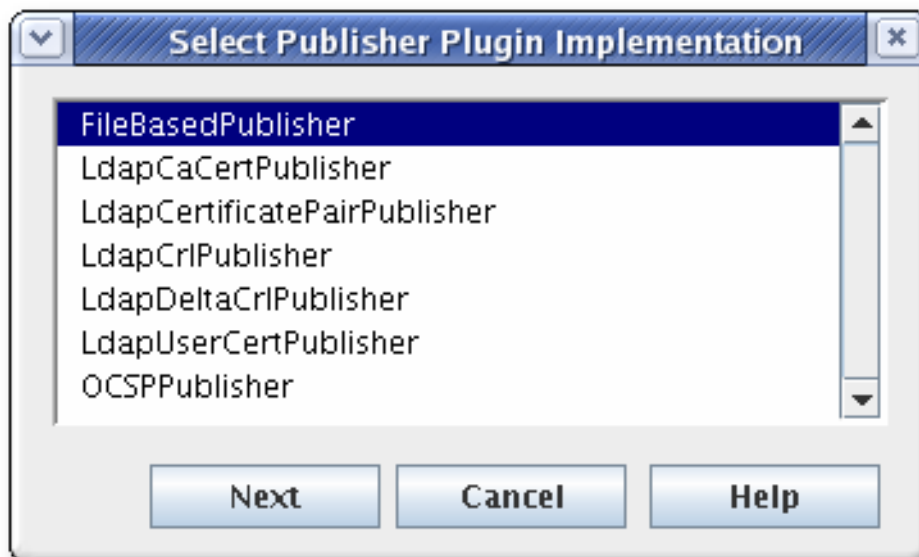 Select Publisher Plugin Implementation
FileBasedPublisher
LdapCaCertPublisher
LdapCertificatePairPublisher
LdapCrlPublisher
LdapDeltaCrlPublisher
LdapUserCertPublisher
OCSPPublisher
Next Cancel Help